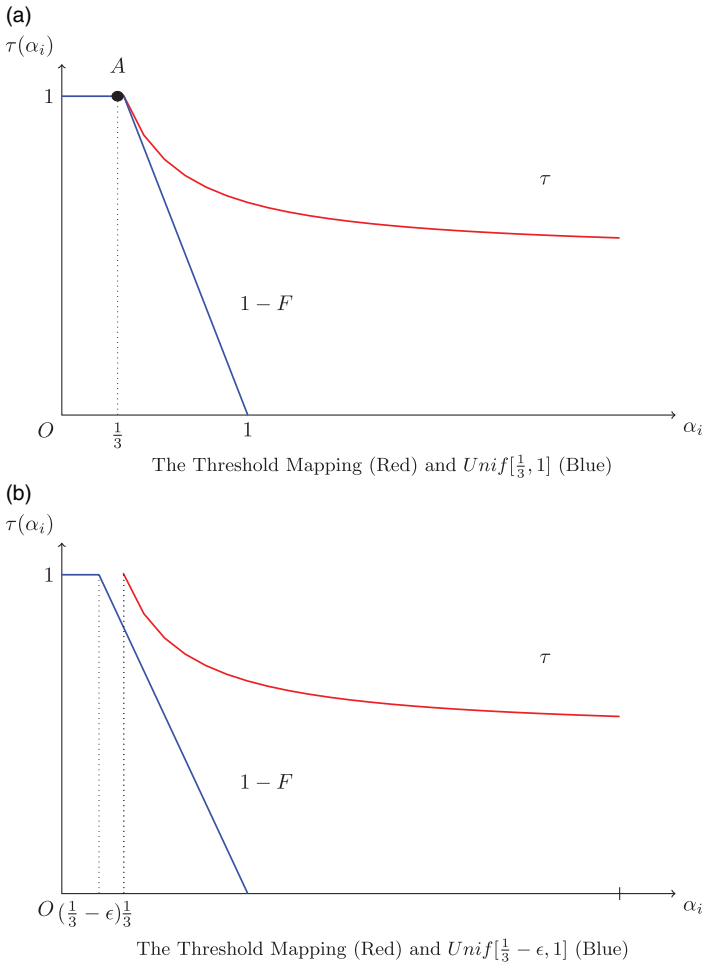 (a)
τ(αᵢ)
A
1
τ
1 − F
O
1/3
1
αᵢ
The Threshold Mapping (Red) and Unif[1/3, 1] (Blue)
(b)
τ(αᵢ)
1
τ
1 − F
O
(1/3 − ϵ)
1/3
αᵢ
The Threshold Mapping (Red) and Unif[1/3 − ϵ, 1] (Blue)